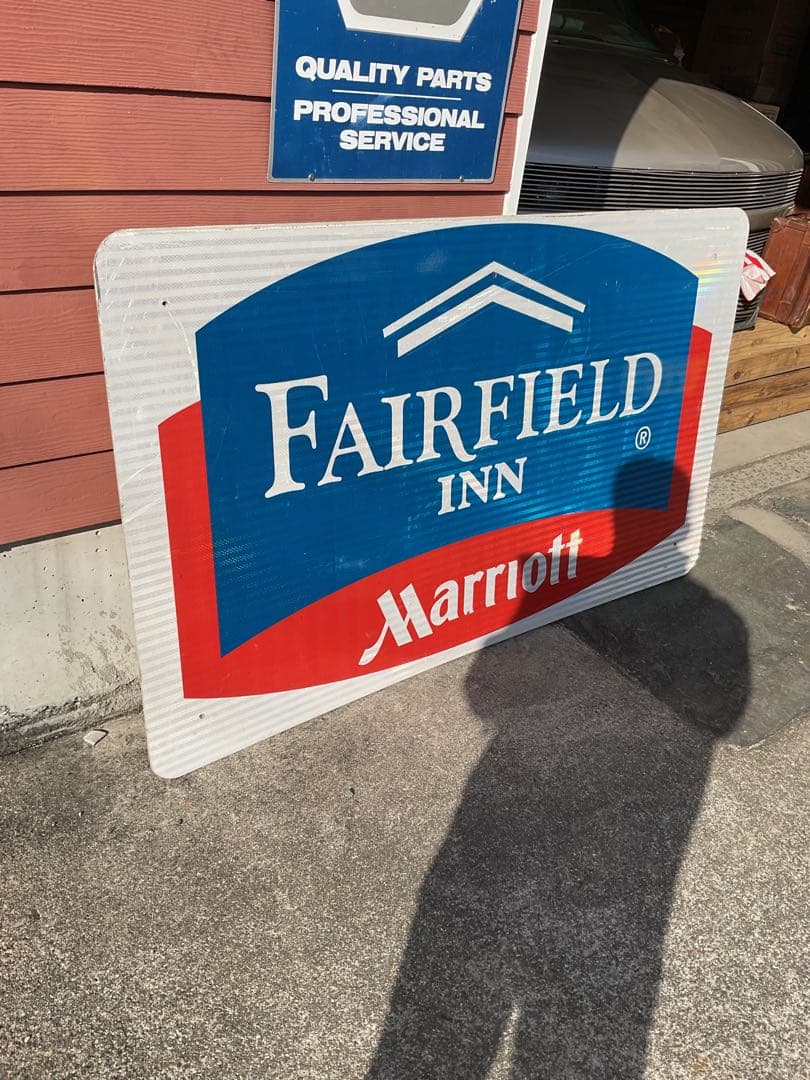 QUALITY PARTS
PROFESSIONAL
SERVICE
FAIRFIELD
INN
®
Marriott